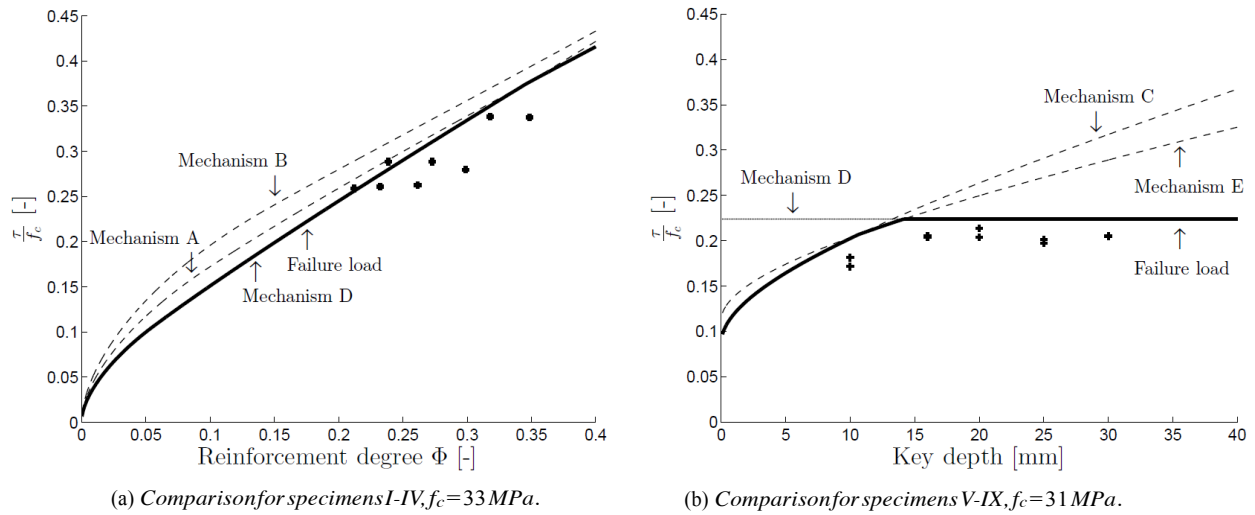 0.45
0.4
0.35
0.3
0.25
0.2
0.15
0.1
0.05
0
τ/f_c [-]
Mechanism B
Mechanism A
Failure load
Mechanism D
0 0.05 0.1 0.15 0.2 0.25 0.3 0.35 0.4
Reinforcement degree Φ [-]
(a) Comparison for specimens I-IV, f_c = 33 MPa.
0.45
0.4
0.35
0.3
0.25
0.2
0.15
0.1
0.05
0
τ/f_c [-]
Mechanism C
Mechanism D
Mechanism E
Failure load
0 5 10 15 20 25 30 35 40
Key depth [mm]
(b) Comparison for specimens V-IX, f_c = 31 MPa.